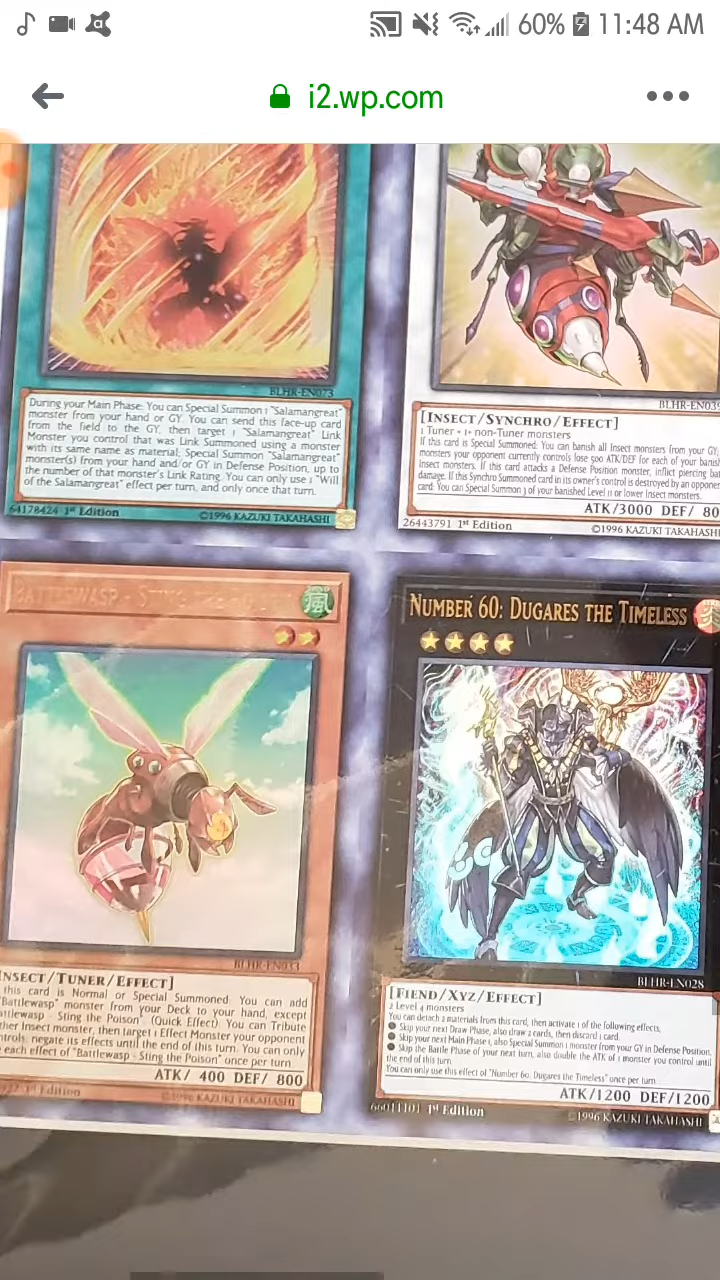 60% 11:48 AM
i2.wp.com
BLHR-EN073
During your Main Phase: You can Special Summon 1 "Salamangreat"
monster from your hand or GY. You can send this face-up card
from the field to the GY, then target 1 "Salamangreat" Link
Monster you control that was Link Summoned using a monster
with its same name as material; Special Summon "Salamangreat"
monster(s) from your hand and/or GY in Defense Position, up to
the number of that monster's Link Rating. You can only use 1 "Will
of the Salamangreat" effect per turn, and only once that turn.
64178424 1st Edition ©1996 KAZUKI TAKAHASHI
BLHR-EN03
[INSECT/SYNCHRO/EFFECT]
1 Tuner + 1+ non-Tuner monsters
If this card is Special Summoned: You can banish all Insect monsters from your GY;
monsters your opponent currently controls lose 500 ATK/DEF for each of your banis
Insect monsters. If this card attacks a Defense Position monster, inflict piercing bat
damage. If this Synchro Summoned card in its owner's control is destroyed by an opponen
card: You can Special Summon 3 of your banished Level 11 or lower Insect monsters.
ATK/3000 DEF/ 80
26443791 1st Edition ©1996 KAZUKI TAKAHASH
BATTLEWASP - STING THE POISON
BLHR-EN033
INSECT/TUNER/EFFECT]
this card is Normal or Special Summoned: You can add
"Battlewasp" monster from your Deck to your hand, except
attlewasp - Sting the Poison". (Quick Effect): You can Tribute
ther Insect monster, then target 1 Effect Monster your opponent
ntrols; negate its effects until the end of this turn. You can only
each effect of "Battlewasp - Sting the Poison" once per turn.
ATK/ 400 DEF/ 800
1st Edition ©1996 KAZUKI TAKAHASHI
NUMBER 60: DUGARES THE TIMELESS
BLHR-EN028
[FIEND/XYZ/EFFECT]
2 Level 4 monsters
You can detach 2 materials from this card, then activate 1 of the following effects;
● Skip your next Draw Phase, also draw 2 cards, then discard 1 card.
● Skip your next Main Phase 1, also Special Summon 1 monster from your GY in Defense Position.
● Skip the Battle Phase of your next turn, also double the ATK of 1 monster you control until
the end of this turn.
You can only use this effect of "Number 60: Dugares the Timeless" once per turn.
ATK/1200 DEF/1200
66011101 1st Edition ©1996 KAZUKI TAKAHASHI